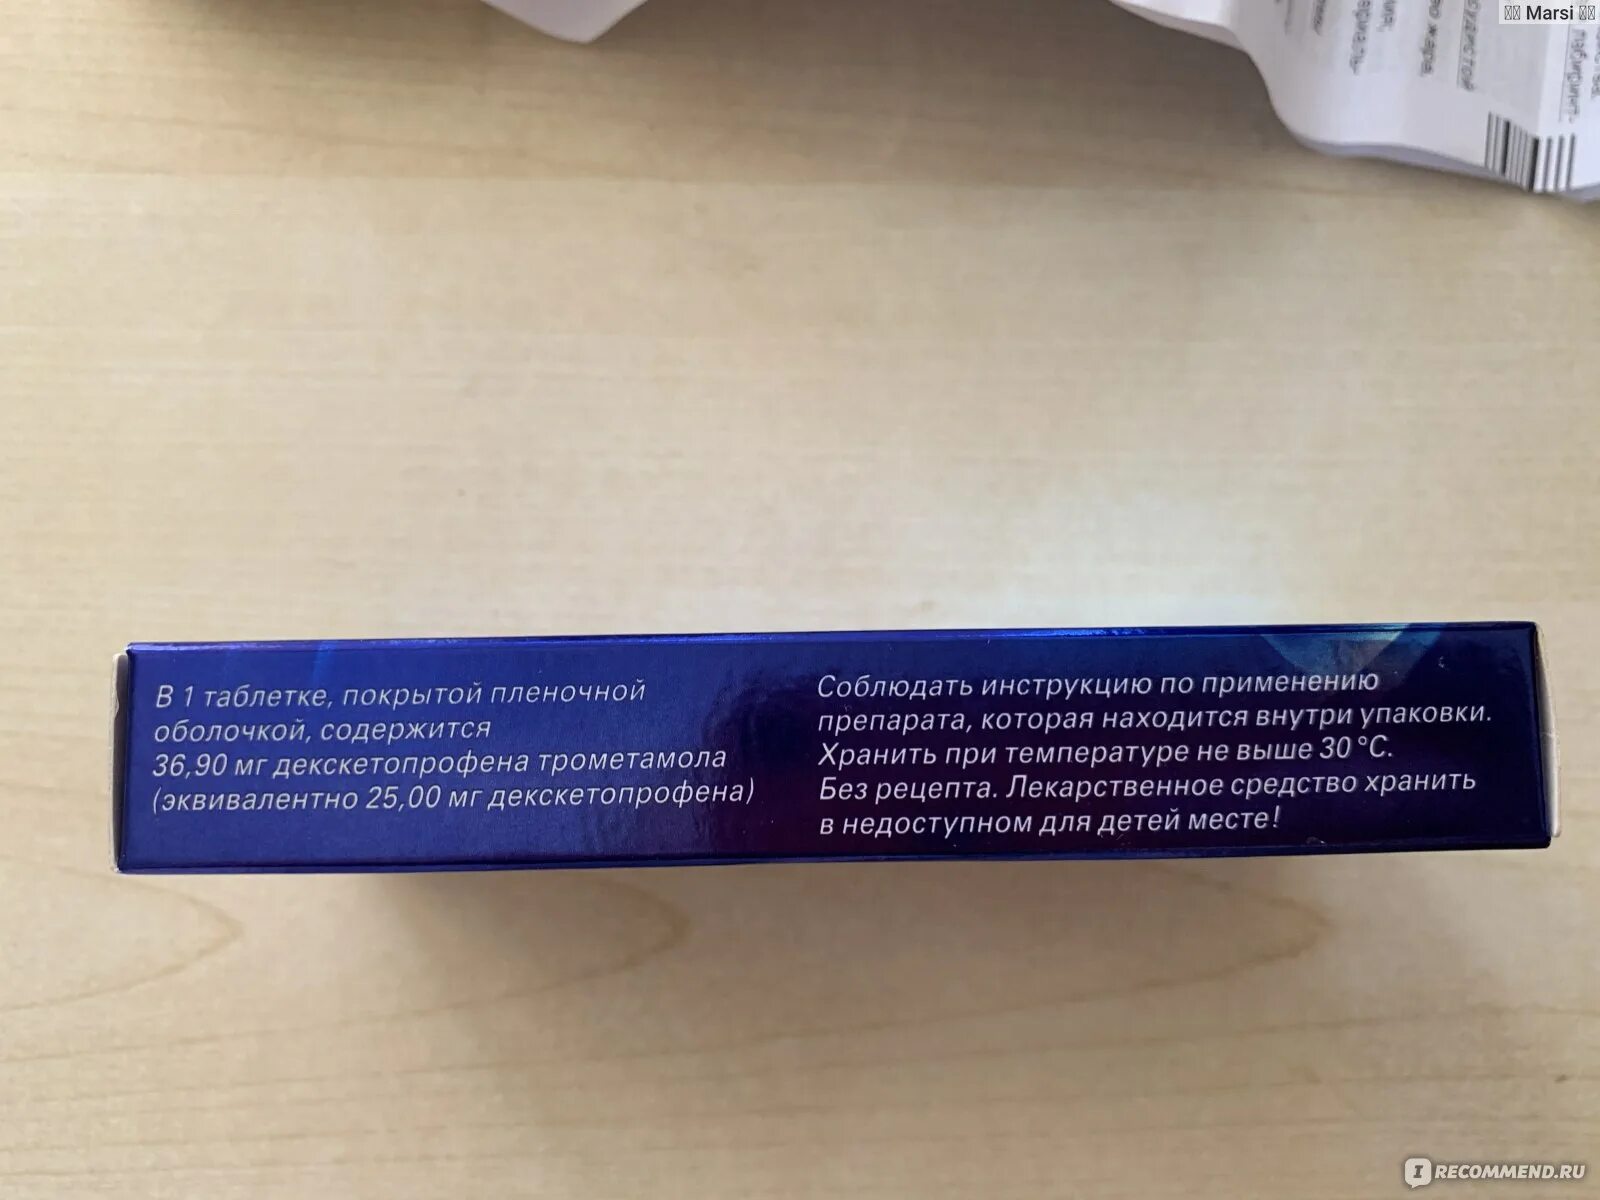 Marsi
В 1 таблетке, покрытой пленочной
оболочкой, содержится
36,90 мг декскетопрофена трометамола
(эквивалентно 25,00 мг декскетопрофена)
Соблюдать инструкцию по применению
препарата, которая находится внутри упаковки.
Хранить при температуре не выше 30 °C.
Без рецепта. Лекарственное средство хранить
в недоступном для детей месте!
IRECOMMEND.RU